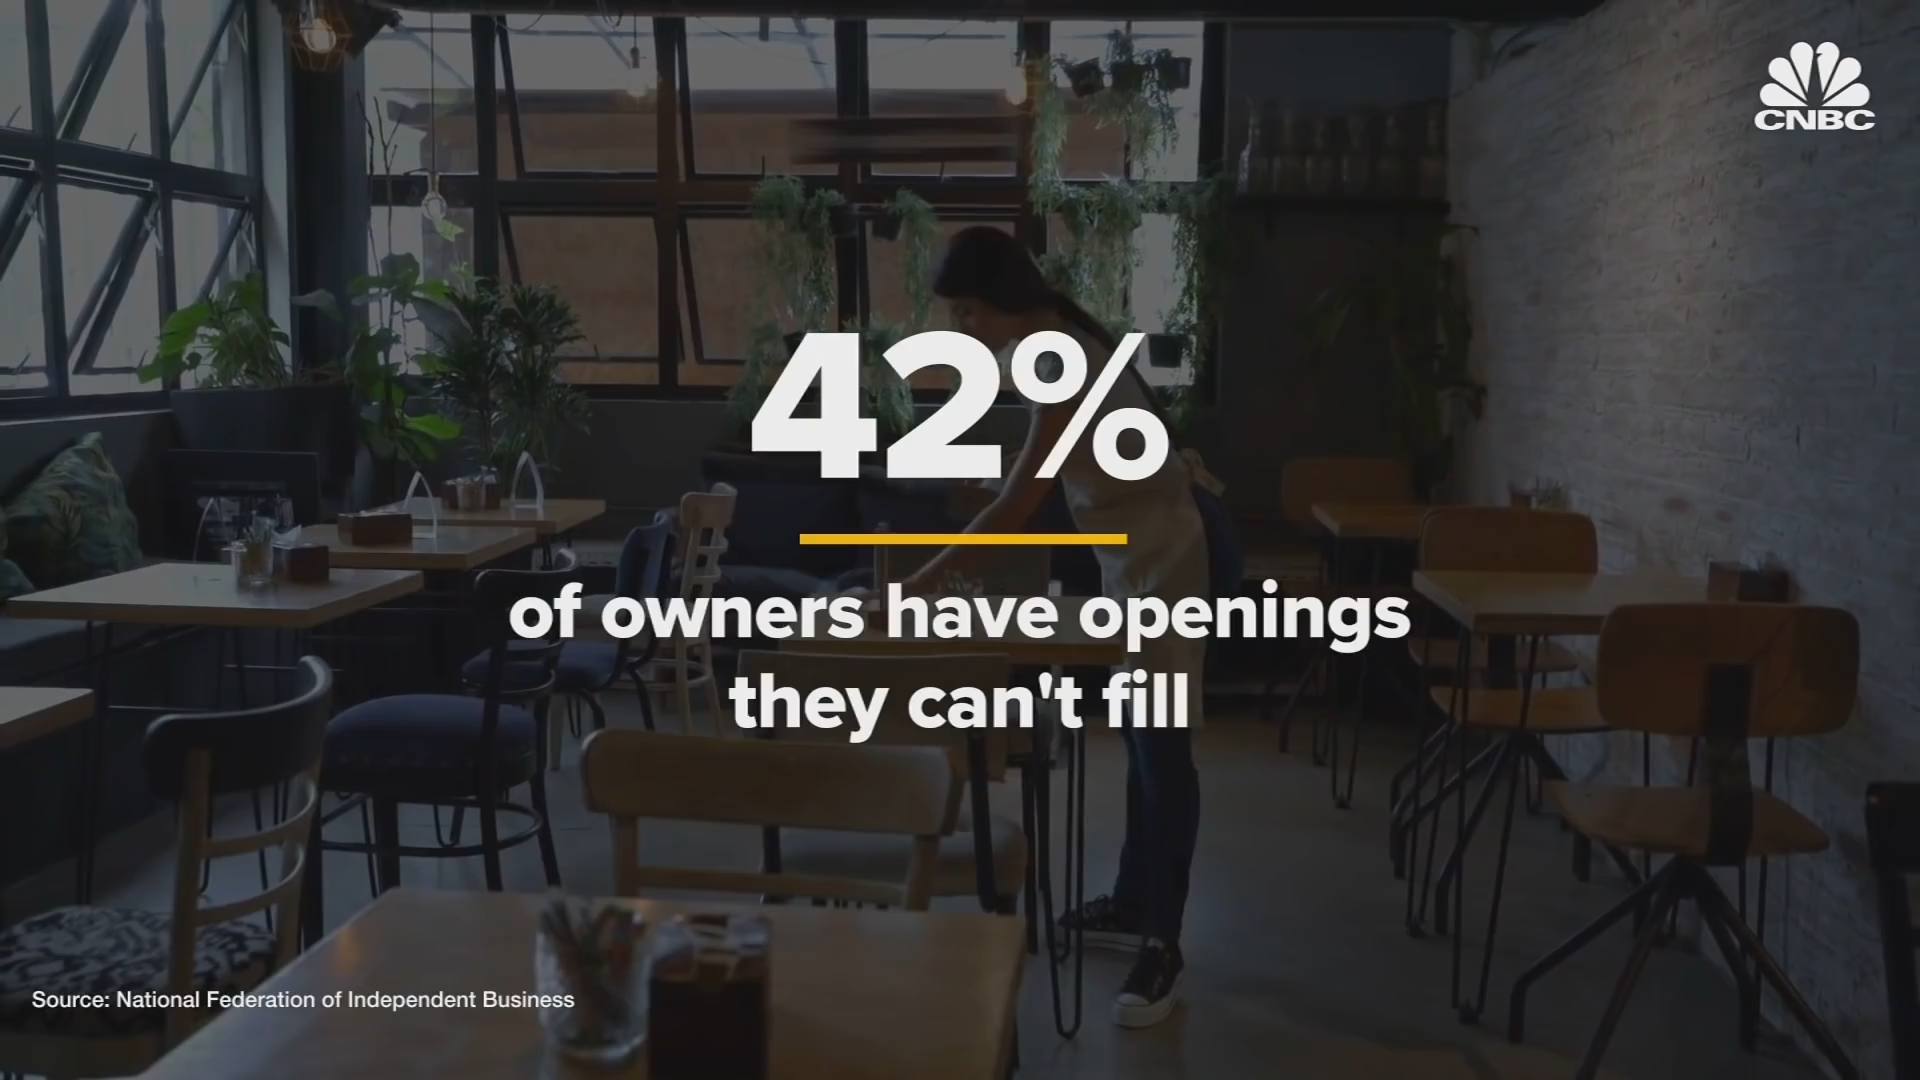 CNBC
42%
of owners have openings
they can't fill
Source: National Federation of Independent Business